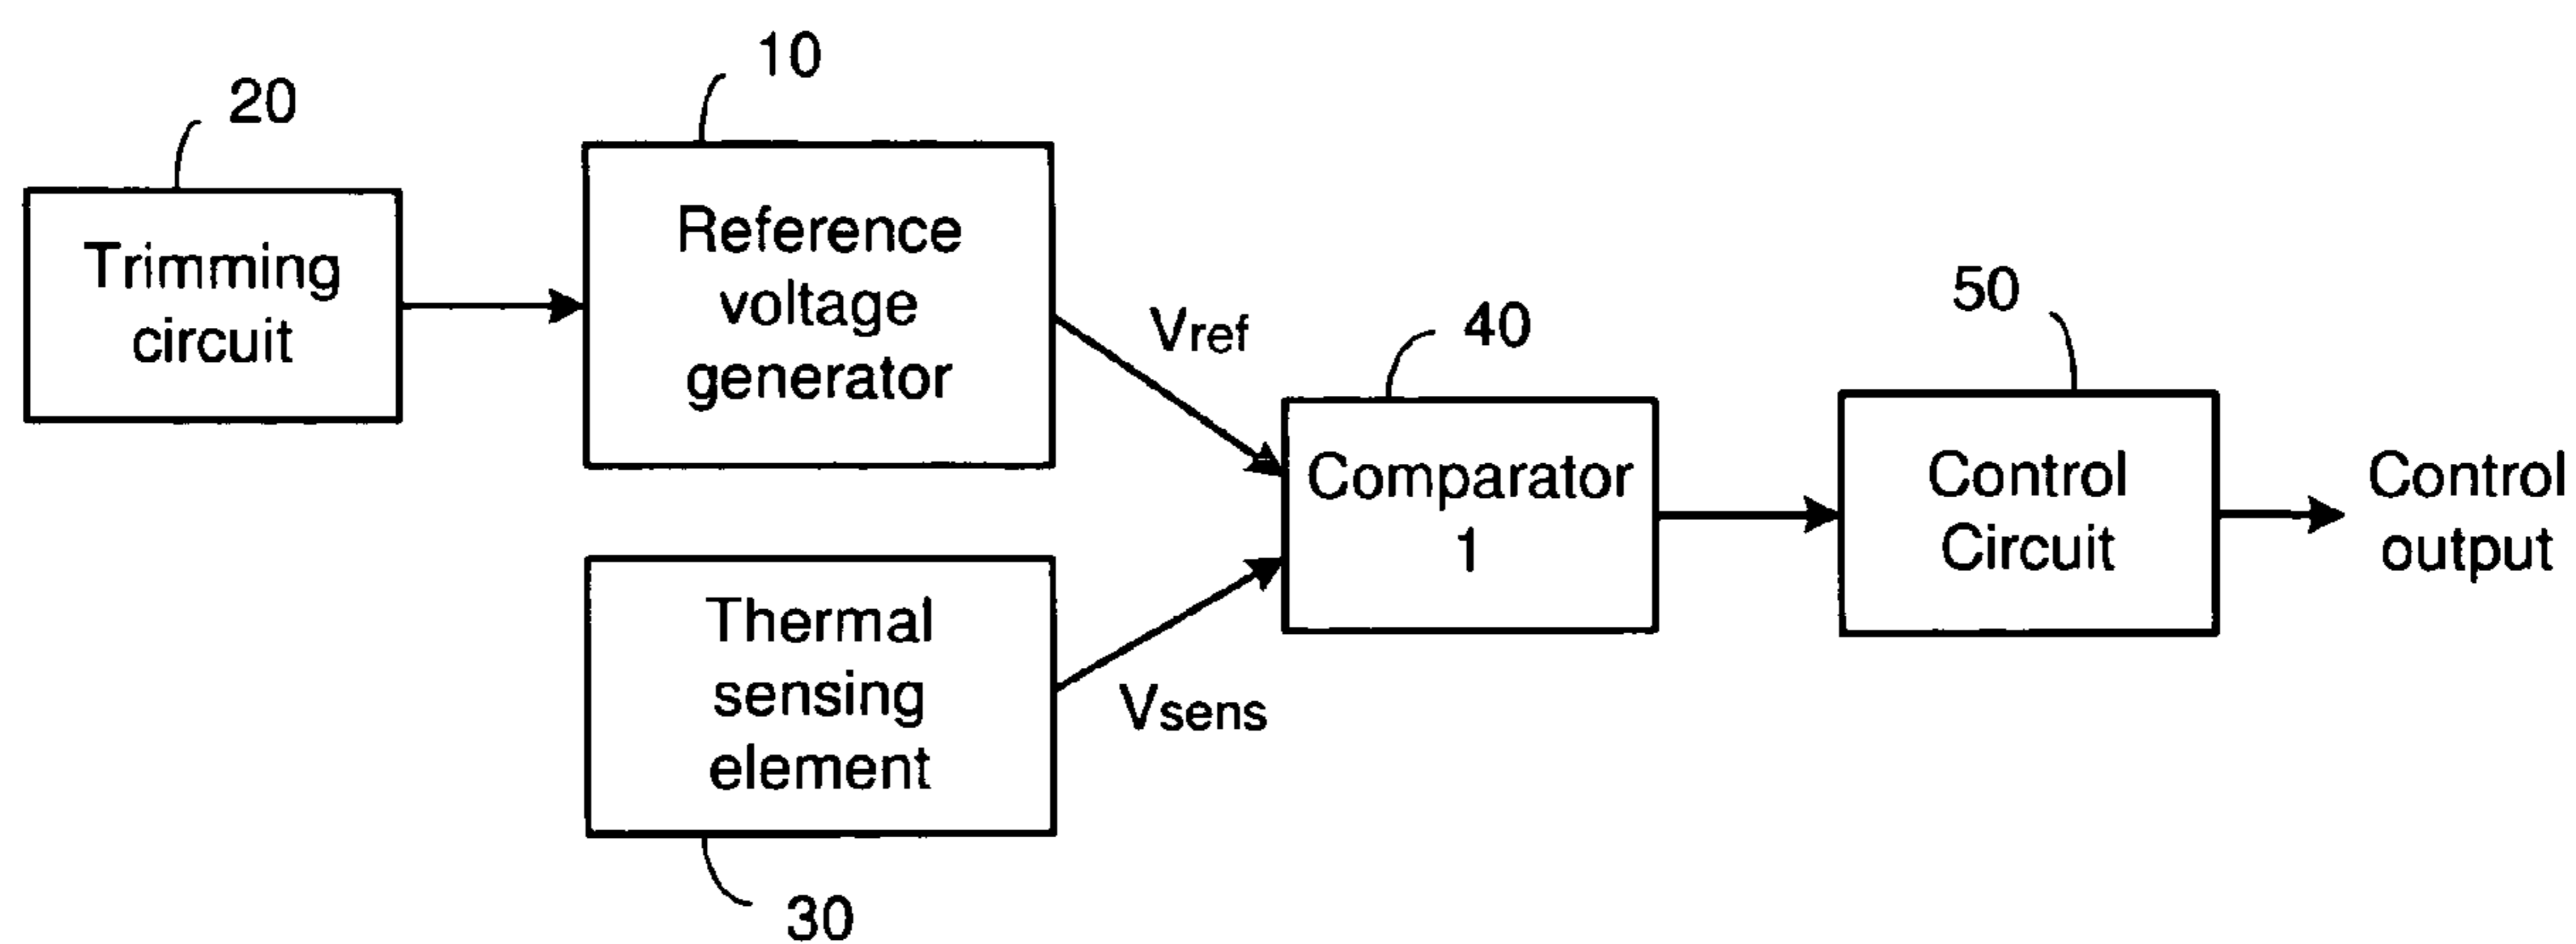 20
Trimming
circuit
10
Reference
voltage
generator
Vref
Thermal
sensing
element
30
Vsens
40
Comparator
1
50
Control
Circuit
Control
output